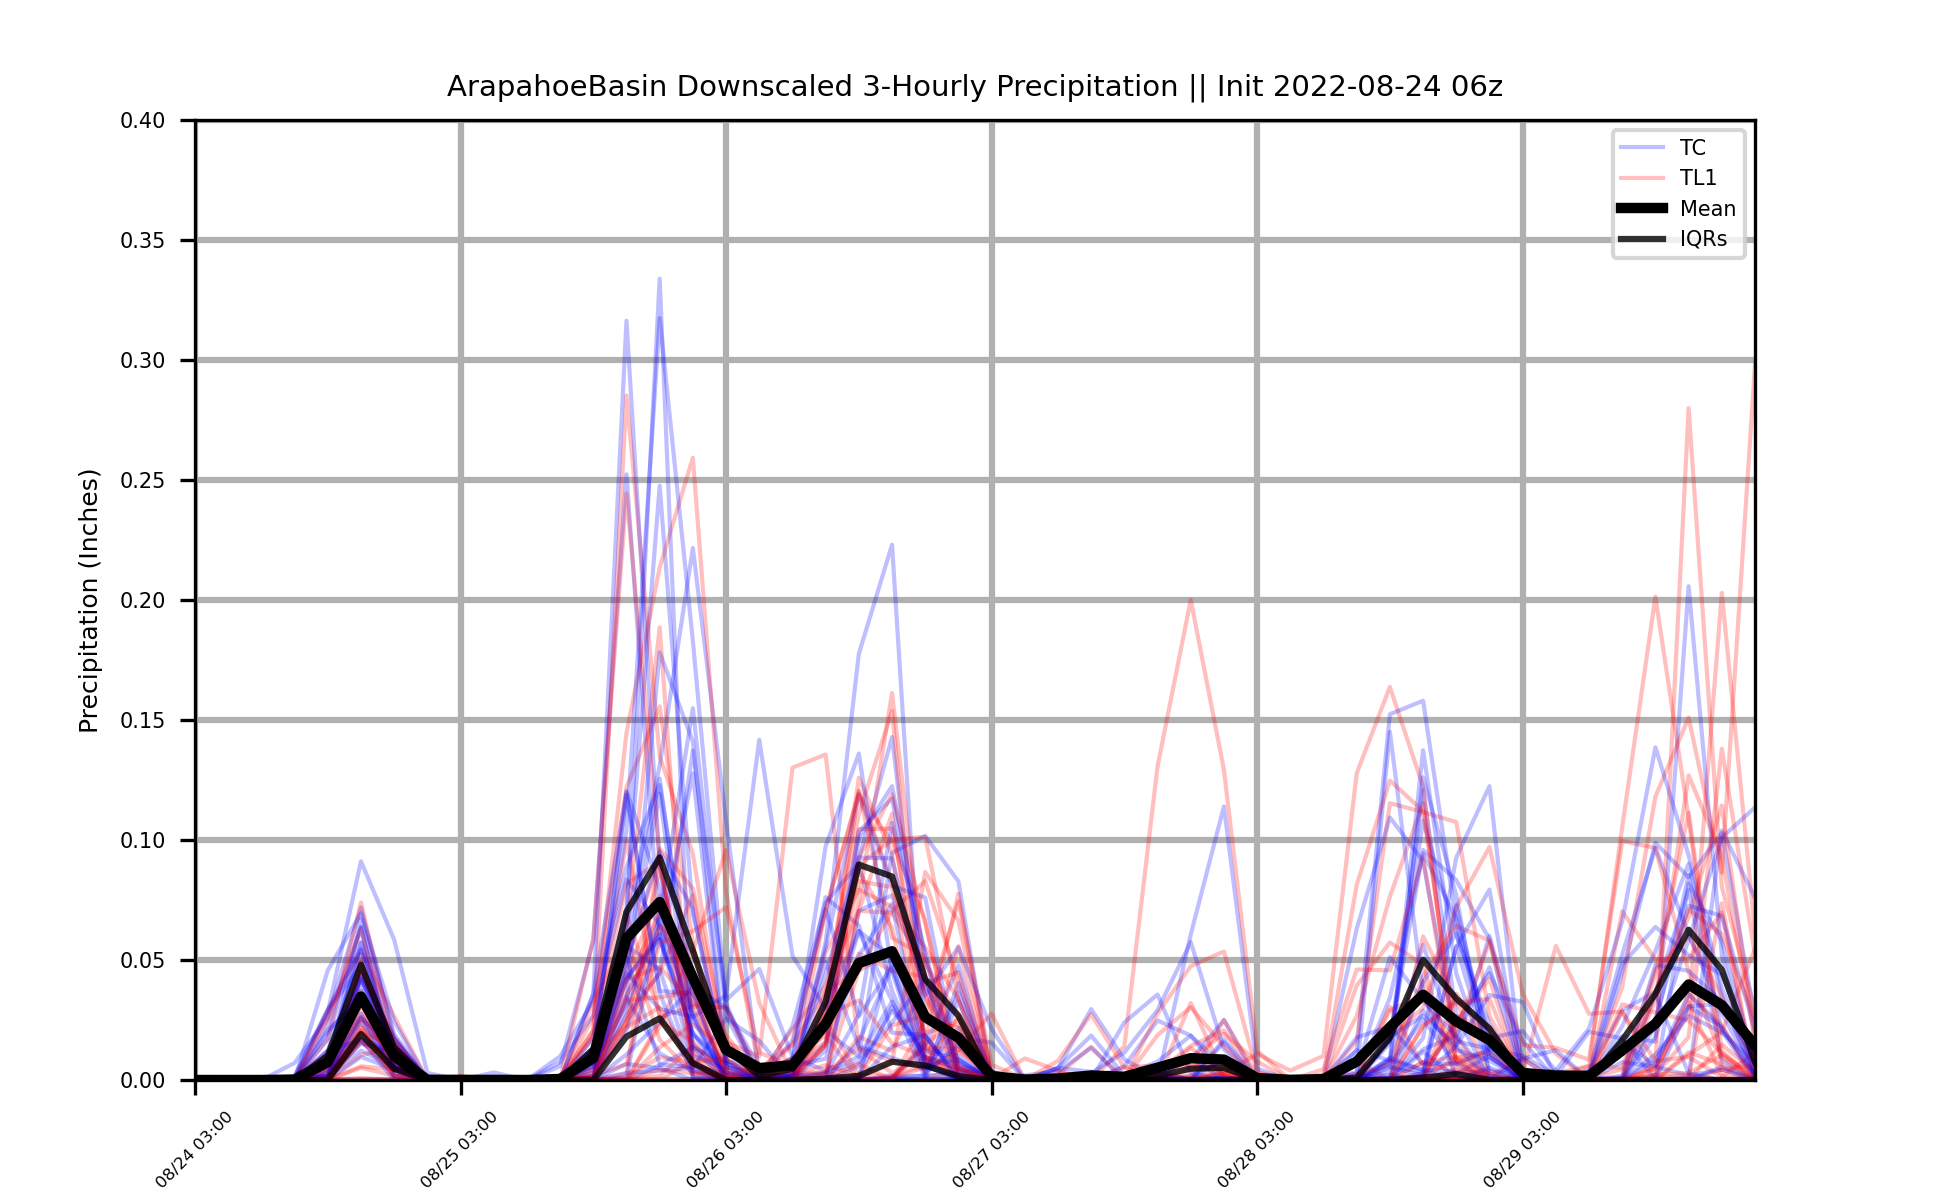 ArapahoeBasin Downscaled 3-Hourly Precipitation || Init 2022-08-24 06z
0.40
0.35
0.30
0.25
0.20
0.15
0.10
0.05
0.00
Precipitation (Inches)
TC
TL1
Mean
IQRs
08/24 03:00
08/25 03:00
08/26 03:00
08/27 03:00
08/28 03:00
08/29 03:00